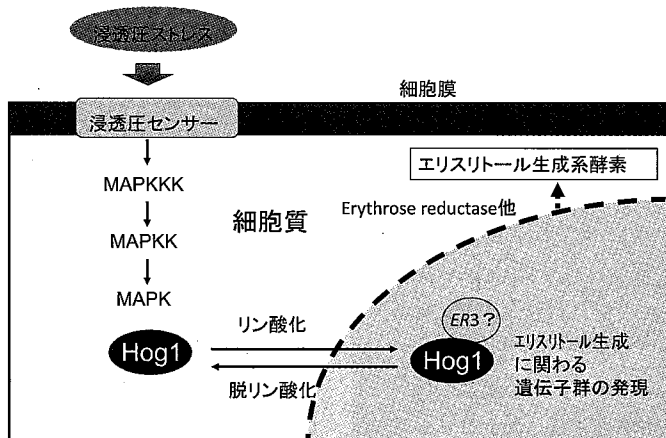 浸透圧ストレス
細胞膜
浸透圧センサー
エリスリトール生成系酵素
MAPKKK
Erythrose reductase他
細胞質
MAPKK
MAPK
ER3?
リン酸化
Hog1
Hog1
エリスリトール生成
に関わる
遺伝子群の発現
脱リン酸化